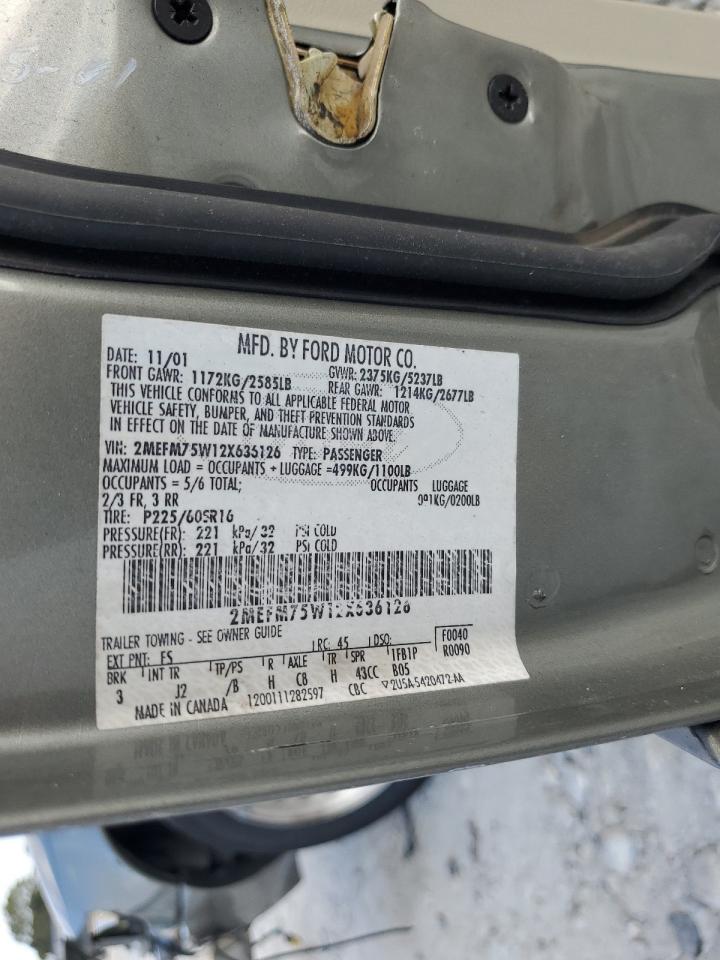 5-01
MFD. BY FORD MOTOR CO.
DATE: 11/01 GVWR: 2375KG/5237LB
FRONT GAWR: 1172KG/2585LB REAR GAWR: 1214KG/2677LB
THIS VEHICLE CONFORMS TO ALL APPLICABLE FEDERAL MOTOR
VEHICLE SAFETY, BUMPER, AND THEFT PREVENTION STANDARDS
IN EFFECT ON THE DATE OF MANUFACTURE SHOWN ABOVE.
VIN: 2MEFM75W12X636126 TYPE: PASSENGER
MAXIMUM LOAD = OCCUPANTS + LUGGAGE =499KG/1100LB
OCCUPANTS = 5/6 OCCUPANTS LUGGAGE
2/3 FR, 3 RR 091KG/0200LB
TIRE: P225/60SR16
PRESSURE(FR) = 221 kPa/32 PSI COLD
PRESSURE(RR) = 221 kPa/32 PSI COLD
2MEFM75W12X636126
TRAILER TOWING - SEE OWNER GUIDE
EXT PNT: FS RC: 45 DSO: F0040
BRK INT TR TP/PS R AXLE TR SPR 1FB1P R0090
3 J2 /B H C8 H 43CC B05
MADE IN CANADA 1200111282597 CBC ▽2U5A-5420472-AA